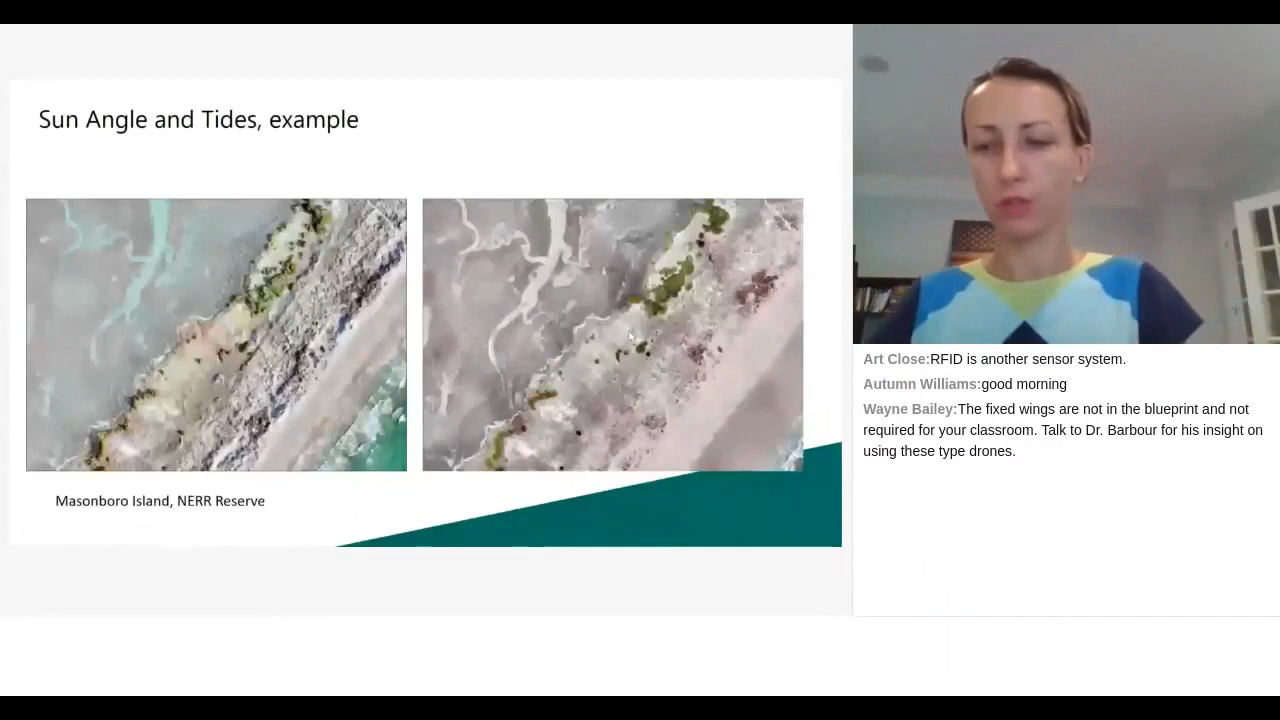 Sun Angle and Tides, example
Masonboro Island, NERR Reserve
Art Close:RFID is another sensor system.
Autumn Williams:good morning
Wayne Bailey:The fixed wings are not in the blueprint and not
required for your classroom. Talk to Dr. Barbour for his insight on
using these type drones.